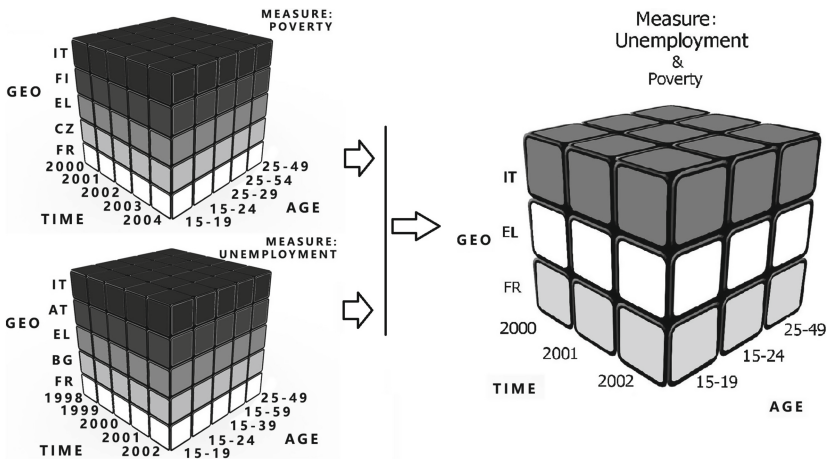 MEASURE:
POVERTY
IT
FI
GEO
EL
CZ
FR
2000
2001
2002
2003
2004
TIME
15-19
15-24
25-29
25-54
25-49
AGE
MEASURE:
UNEMPLOYMENT
IT
AT
GEO
EL
BG
FR
1998
1999
2000
2001
2002
TIME
15-19
15-24
15-39
15-59
25-49
AGE
Measure:
Unemployment
&
Poverty
IT
GEO
EL
FR
2000
2001
2002
TIME
15-19
15-24
25-49
AGE